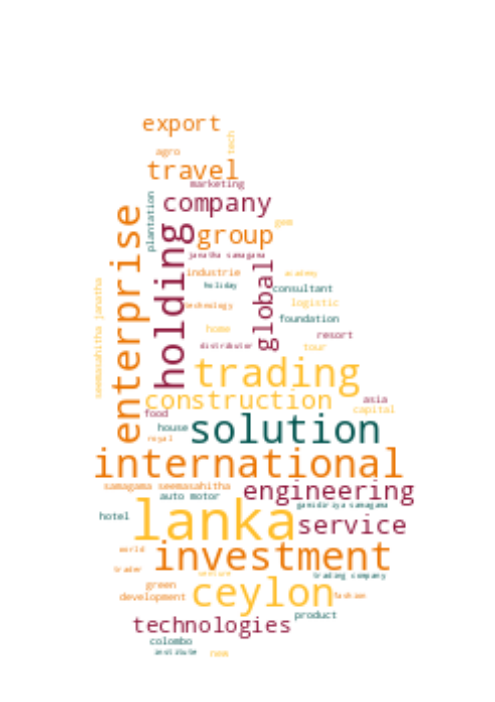 export
tech
agro
travel
marketing
plantation
company
enterprise
holding
group
gem
janatha samagama
global
industrie
academy
holiday
consultant
seemasahitha janatha
technology
logistic
foundation
home
resort
distributor
tour
trading
construction
asia
food
capital
house
solution
royal
international
samagama seemasahitha
engineering
auto motor
lanka
ganidiriya samagama
hotel
service
world
investment
trader
trading company
green
ceylon
development
fashion
product
technologies
colombo
institute
new